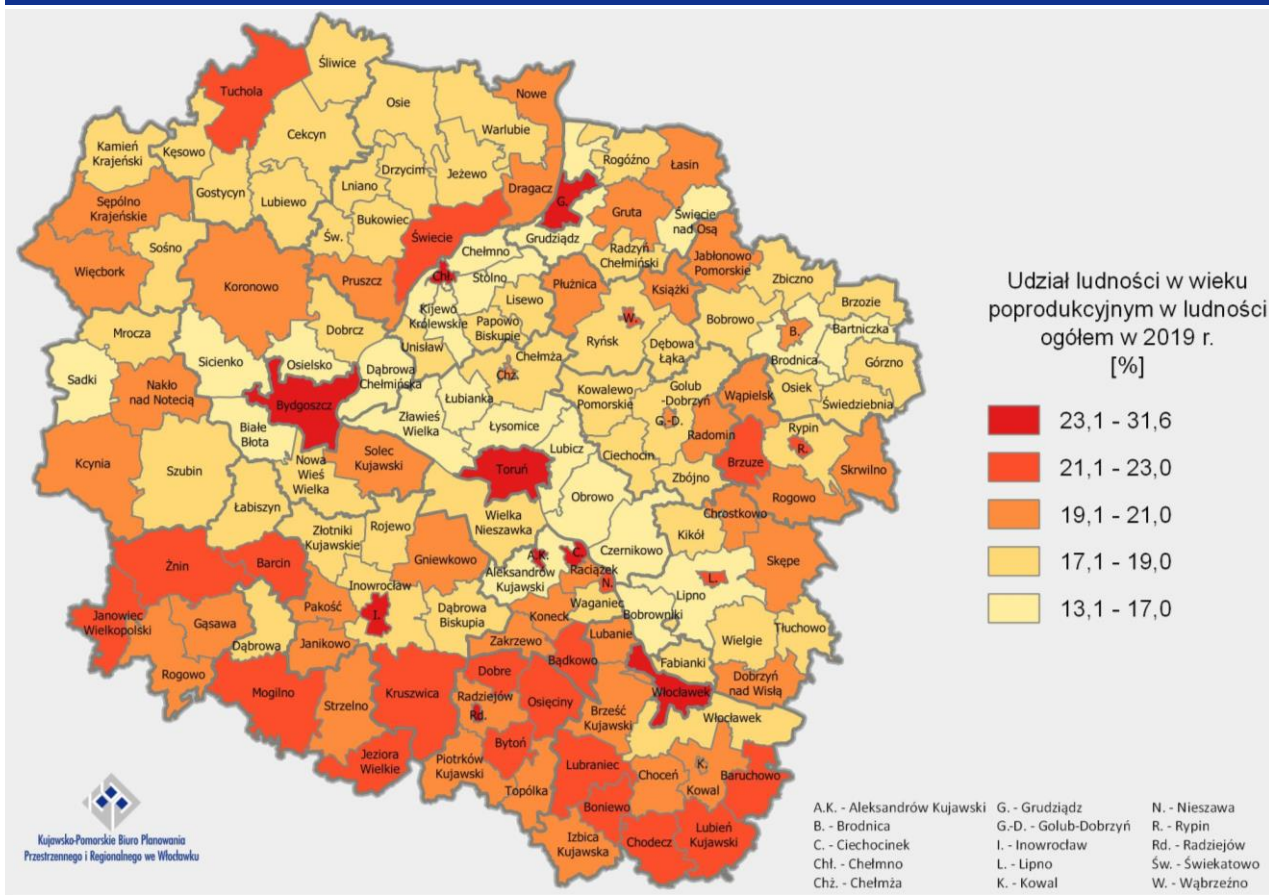 Śliwice
Tuchola
Osie
Nowe
Cekcyn
Warlubie
Kamień
Krajeński
Kęsowo
Rogóźno
Łasin
Drzycim
Jeżewo
Lniano
Dragacz
Gostycyn
Lubiewo
G.
Gruta
Sępólno
Krajeńskie
Bukowiec
Św.
Świecie
Świecie
nad Osą
Grudziądz
Sośno
Radzyń
Chełmiński
Chełmno
Jabłonowo
Pomorskie
Więcbork
Koronowo
Pruszcz
Chł.
Stolno
Płużnica
Książki
Zbiczno
Brzozie
Lisewo
Kijewo
Królewskie
Papowo
Biskupie
W.
Bobrowo
B.
Bartniczka
Mrocza
Dobrcz
Unisław
Ryńsk
Dębowa
Łąka
Brodnica
Górzno
Sicienko
Osielsko
Dąbrowa
Chełmińska
Chełmża
Chż.
Sadki
Nakło
nad Notecią
Kowalewo
Pomorskie
Golub
-Dobrzyń
Wąpielsk
Osiek
Świedziebnia
Bydgoszcz
Łubianka
Zławieś
Wielka
Łysomice
G.-D.
Radomin
Rypin
R.
Białe
Błota
Lubicz
Ciechocin
Brzuze
Skrwilno
Kcynia
Szubin
Nowa
Wieś
Wielka
Solec
Kujawski
Toruń
Zbójno
Rogowo
Obrowo
Łabiszyn
Wielka
Nieszawka
Chrostkowo
Złotniki
Kujawskie
Rojewo
Czernikowo
Kikół
Gniewkowo
A.K.
C.
Skępe
Żnin
Barcin
Aleksandrów
Kujawski
Raciążek
N.
L.
Inowrocław
Lipno
Janowiec
Wielkopolski
Gąsawa
Pakość
I.
Dąbrowa
Biskupia
Waganiec
Koneck
Bobrowniki
Tłuchowo
Wielgie
Dąbrowa
Janikowo
Zakrzewo
Lubanie
Rogowo
Bądkowo
Fabianki
Dobre
Dobrzyń
nad Wisłą
Mogilno
Kruszwica
Włocławek
Strzelno
Radziejów
Rd.
Osięciny
Brześć
Kujawski
Włocławek
Bytoń
Jeziora
Wielkie
Piotrków
Kujawski
Lubraniec
K.
Choceń
Baruchowo
Topólka
Kowal
Boniewo
Izbica
Kujawska
Chodecz
Lubień
Kujawski
Udział ludności w wieku
poprodukcyjnym w ludności
ogółem w 2019 r.
[%]
23,1 - 31,6
21,1 - 23,0
19,1 - 21,0
17,1 - 19,0
13,1 - 17,0
Kujawsko-Pomorskie Biuro Planowania
Przestrzennego i Regionalnego we Włocławku
A.K. - Aleksandrów Kujawski
B. - Brodnica
C. - Ciechocinek
Chł. - Chełmno
Chż. - Chełmża
G. - Grudziądz
G.-D. - Golub-Dobrzyń
I. - Inowrocław
L. - Lipno
K. - Kowal
N. - Nieszawa
R. - Rypin
Rd. - Radziejów
Św. - Świekatowo
W. - Wąbrzeźno